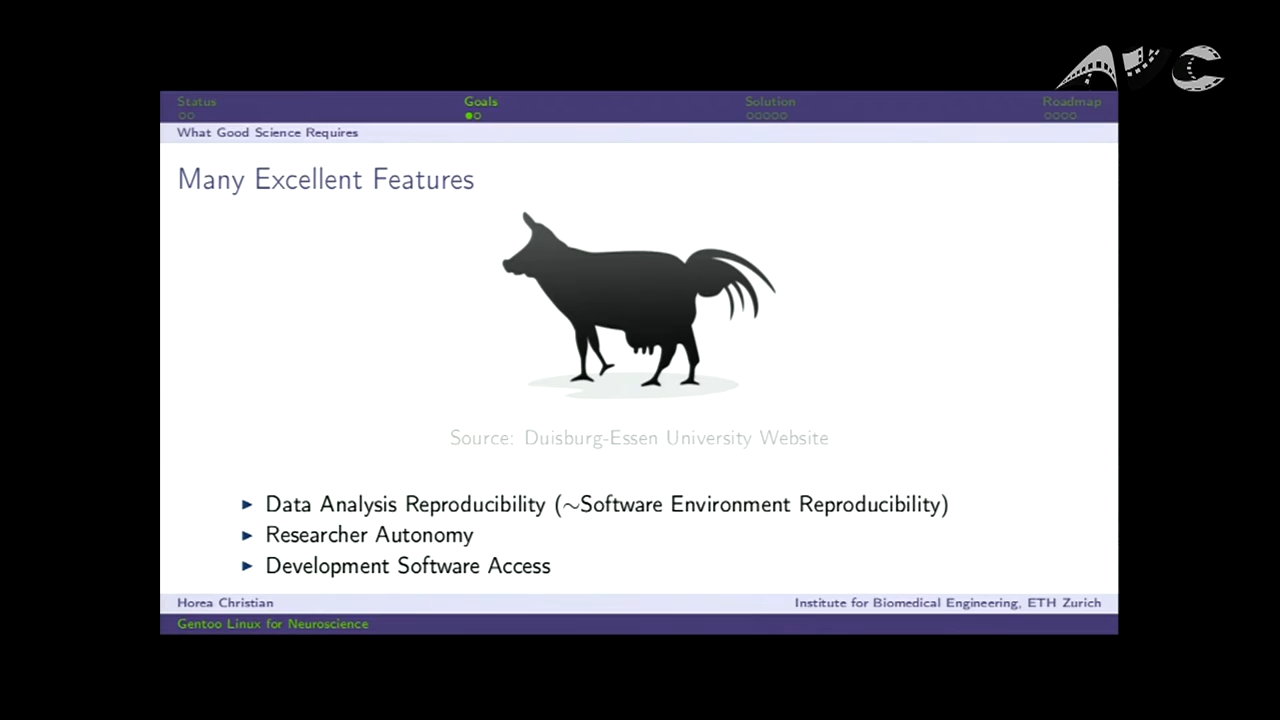 AVC
Status Goals Solution Roadmap
What Good Science Requires
Many Excellent Features
Source: Duisburg-Essen University Website
Data Analysis Reproducibility (~Software Environment Reproducibility)
Researcher Autonomy
Development Software Access
Horea Christian Institute for Biomedical Engineering, ETH Zurich
Gentoo Linux for Neuroscience